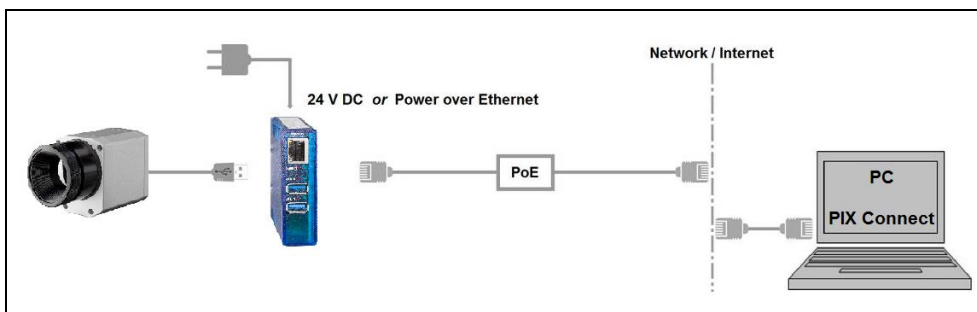 Network / Internet
24 V DC or Power over Ethernet
PoE
PC
PIX Connect